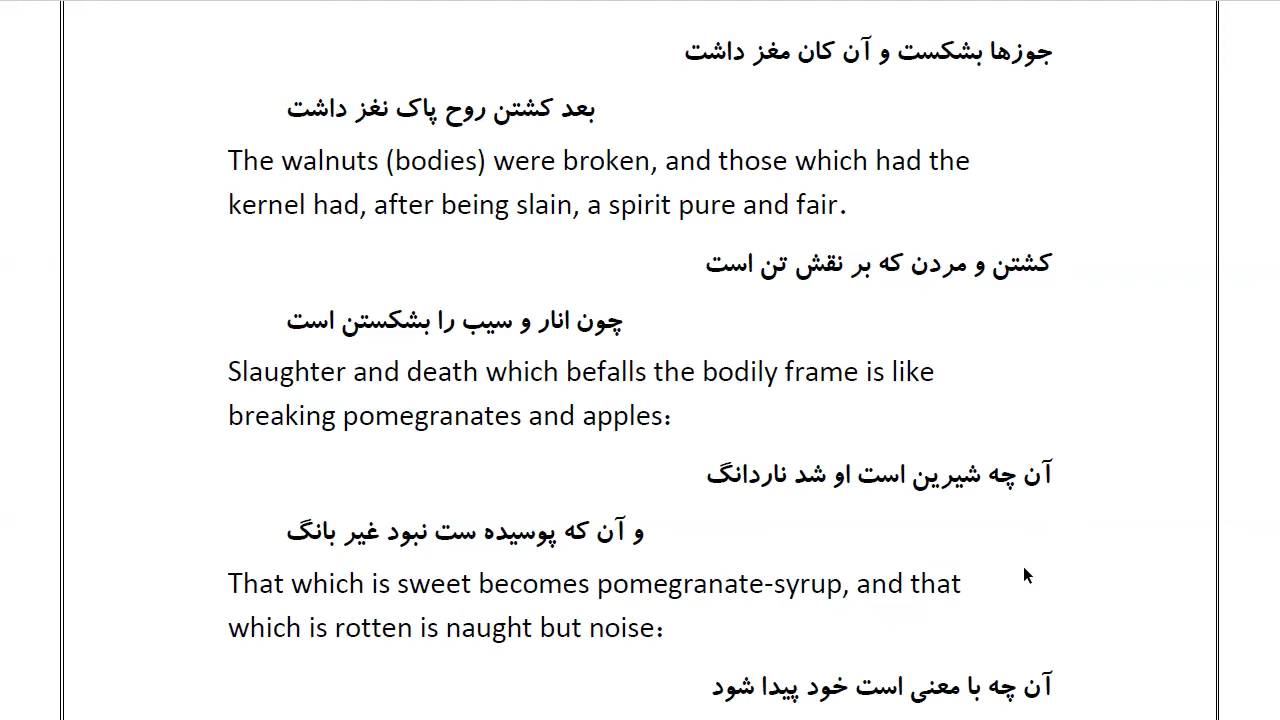 جوزها بشکست و آن کان مغز داشت
بعد کشتن روح پاک نغز داشت
The walnuts (bodies) were broken, and those which had the
kernel had, after being slain, a spirit pure and fair.
کشتن و مردن که بر نقش تن است
چون انار و سیب را بشکستن است
Slaughter and death which befalls the bodily frame is like
breaking pomegranates and apples:
آن چه شیرین است او شد ناردانگ
و آن که پوسیده ست نبود غیر بانگ
That which is sweet becomes pomegranate-syrup, and that
which is rotten is naught but noise:
آن چه با معنی است خود پیدا شود